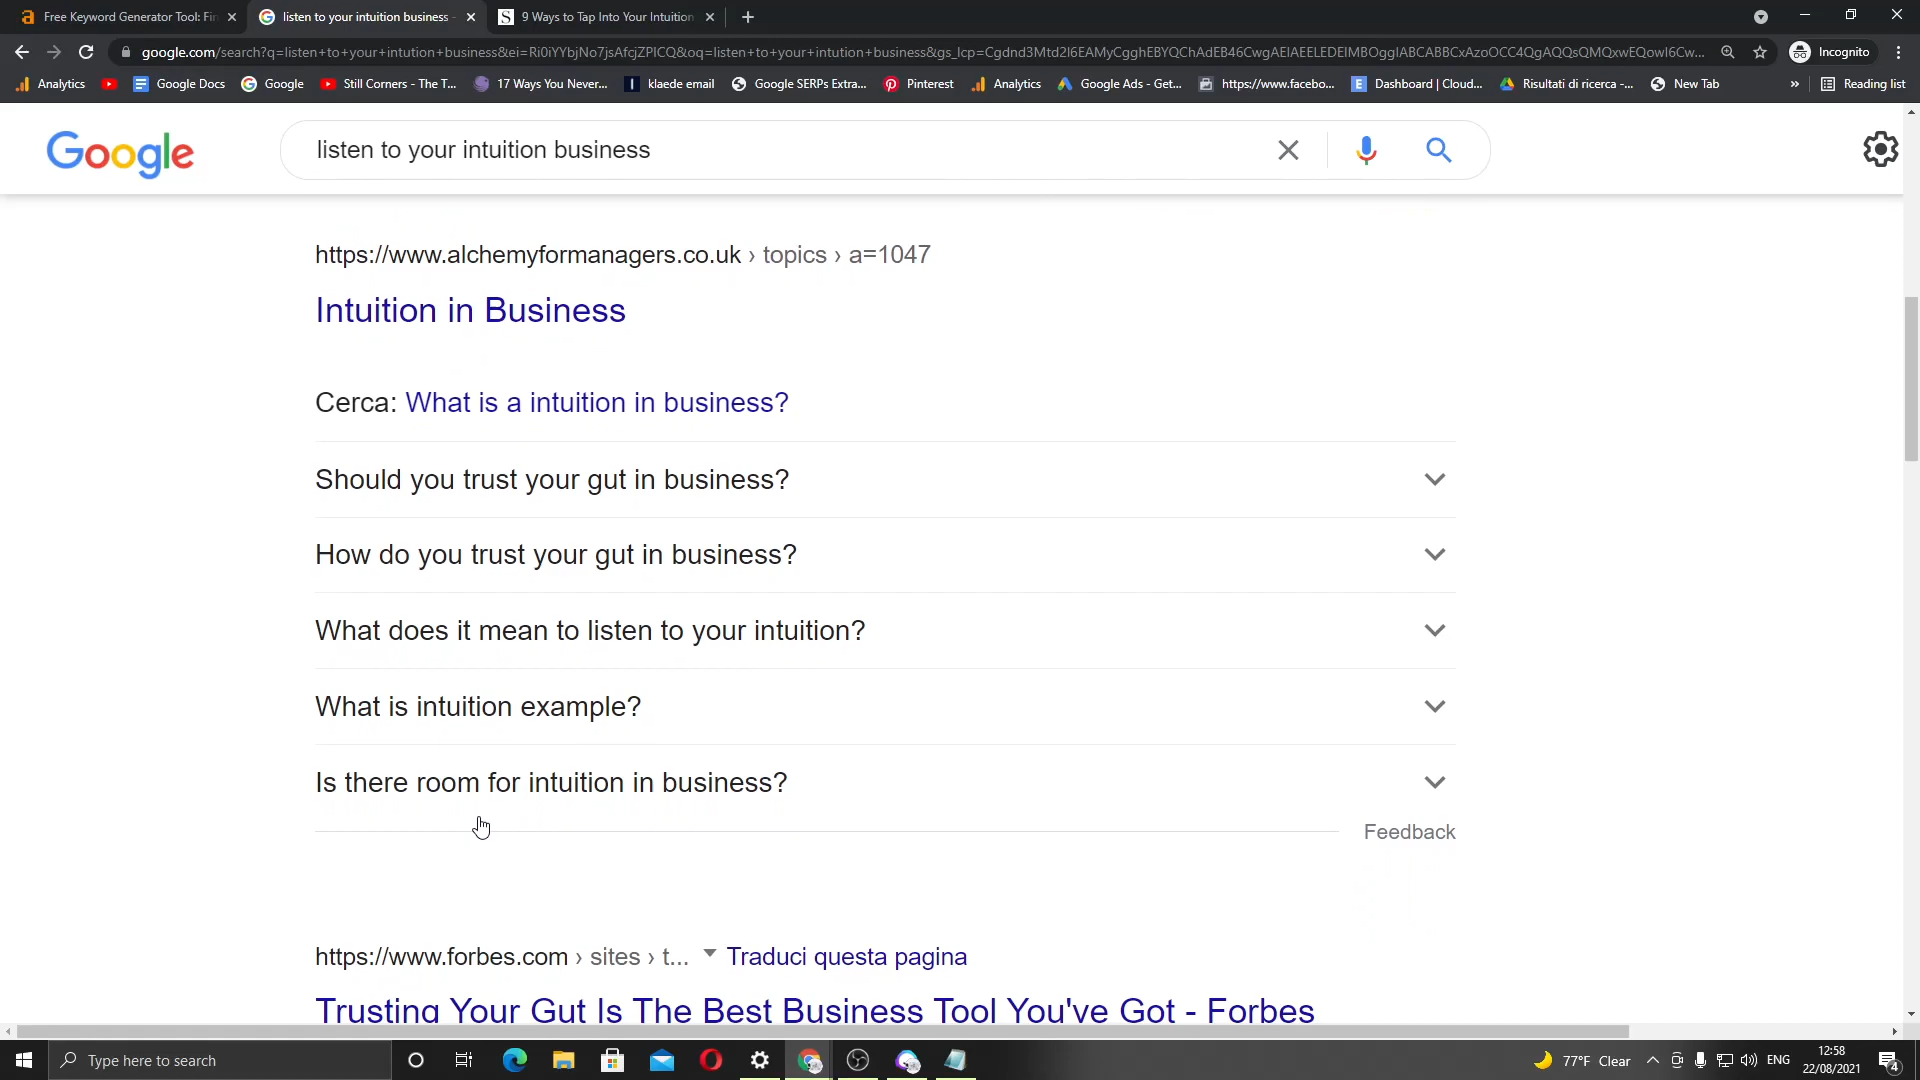 Free Keyword Generator Tool: Fin
listen to your intuition business -
9 Ways to Tap Into Your Intuition
google.com/search?q=listen+to+your+intution+business&ei=Ri0iYYbjNo7jsAfcjZPICQ&oq=listen+to+your+intution+business&gs_lcp=Cgdnd3Mtd2l6EAMyCgghEBYQChAdEB46CwgAEIAEELEDEIMBOggIABCABBCxAzoOCC4QgAQQsQMQxwEQowI6Cw...
Incognito
Analytics
Google Docs
Google
Still Corners - The T...
17 Ways You Never...
klaede email
Google SERPs Extra...
Pinterest
Analytics
Google Ads - Get...
https://www.facebo...
Dashboard | Cloud...
Risultati di ricerca -...
New Tab
»
Reading list
Google
listen to your intuition business
https://www.alchemyformanagers.co.uk › topics › a=1047
Intuition in Business
Cerca: What is a intuition in business?
Should you trust your gut in business?
How do you trust your gut in business?
What does it mean to listen to your intuition?
What is intuition example?
Is there room for intuition in business?
Feedback
https://www.forbes.com › sites › t... Traduci questa pagina
Trusting Your Gut Is The Best Business Tool You've Got - Forbes
Type here to search
77°F Clear
ENG
12:58
22/08/2021
4